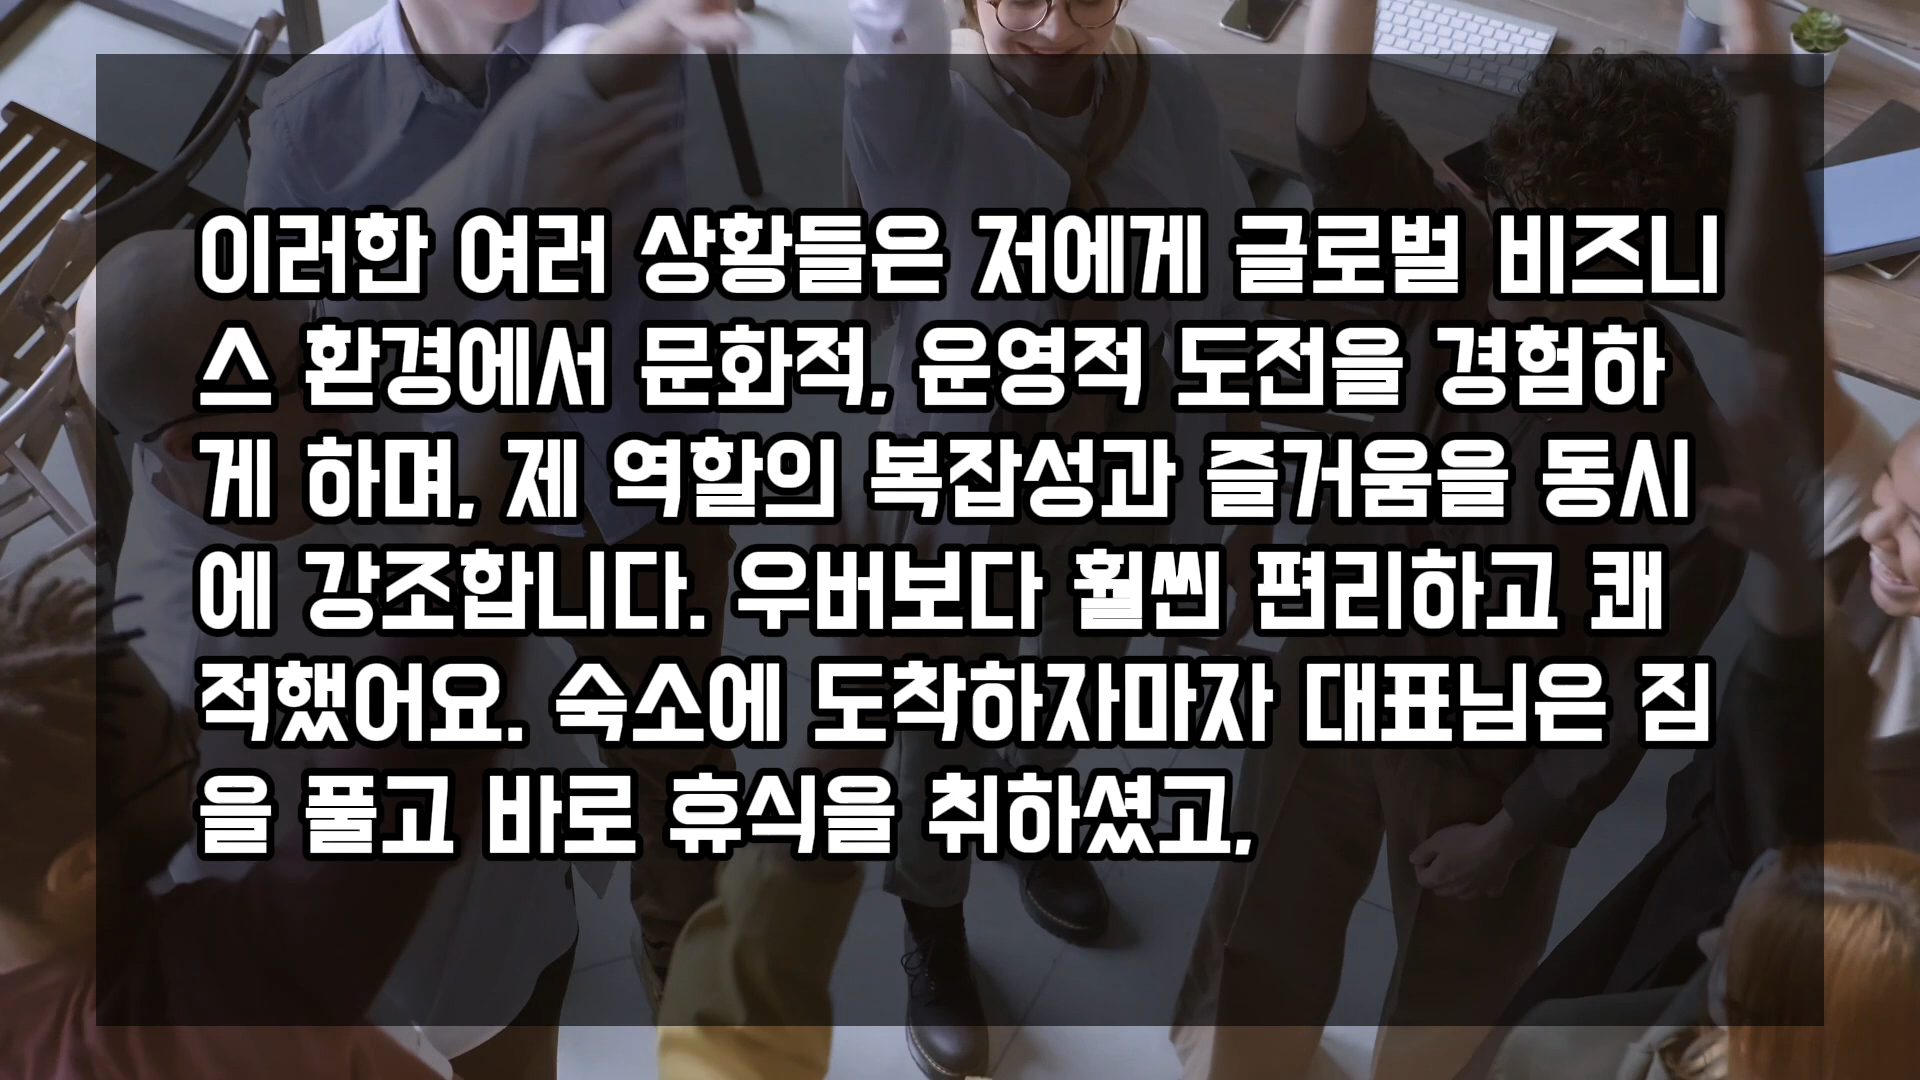 이러한 여러 상황들은 저에게 글로벌 비즈니
스 환경에서 문화적, 운영적 도전을 경험하
게 하며, 제 역할의 복잡성과 즐거움을 동시
에 강조합니다. 우버보다 훨씬 편리하고 쾌
적했어요. 숙소에 도착하자마자 대표님은 짐
을 풀고 바로 휴식을 취하셨고,